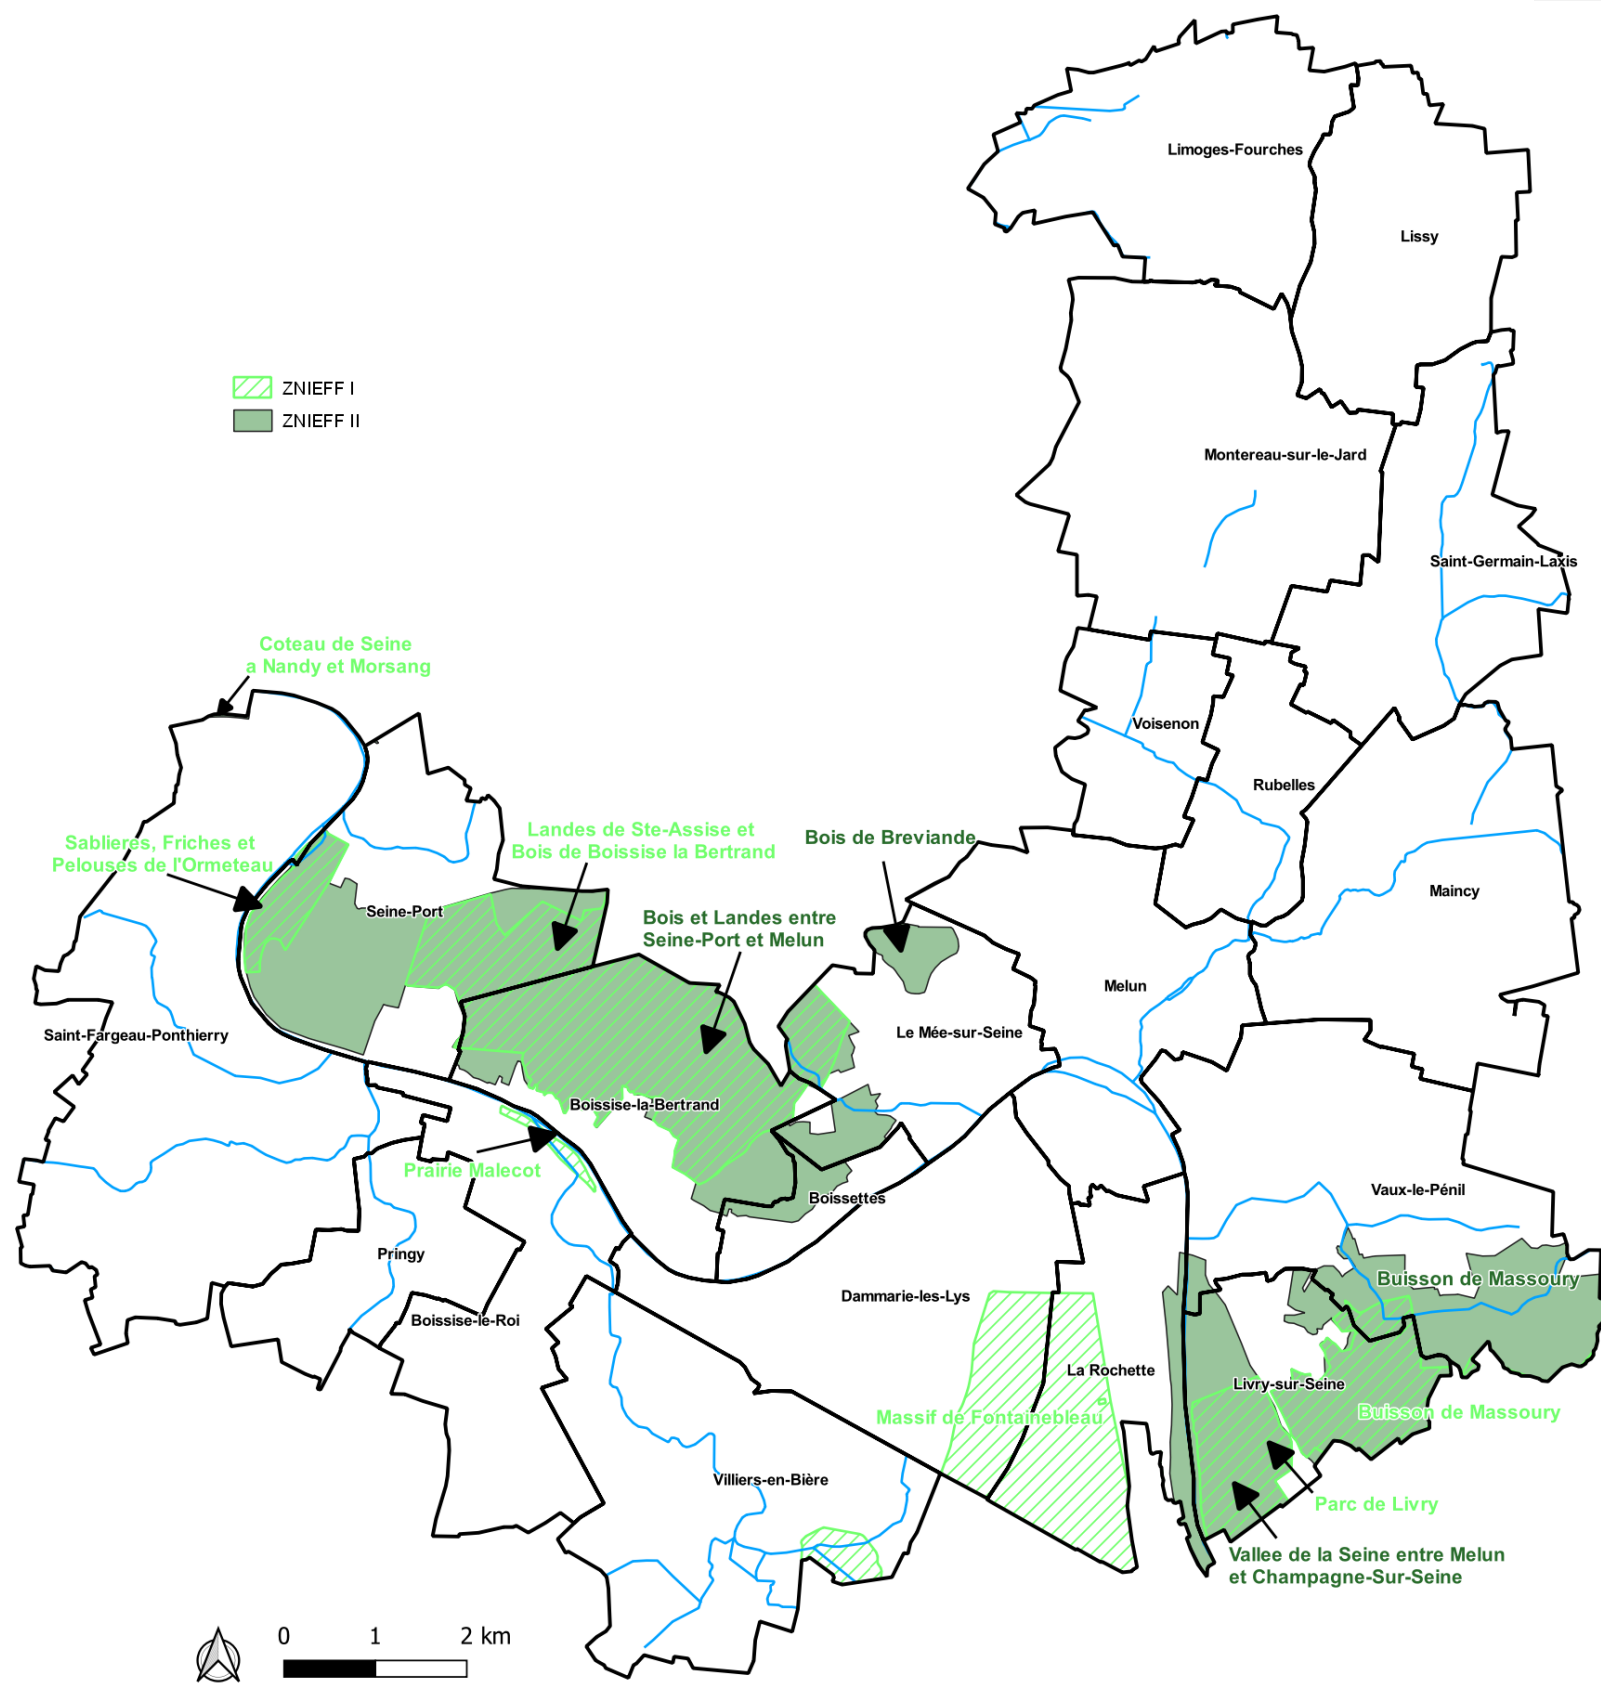 Limoges-Fourches
Lissy
ZNIEFF I
ZNIEFF II
Montereau-sur-le-Jard
Saint-Germain-Laxis
Coteau de Seine
a Nandy et Morsang
Voisenon
Rubelles
Sablieres, Friches et
Pelouses de l'Ormeteau
Landes de Ste-Assise et
Bois de Boissise la Bertrand
Bois de Breviande
Maincy
Seine-Port
Bois et Landes entre
Seine-Port et Melun
Melun
Saint-Fargeau-Ponthierry
Le Mée-sur-Seine
Boissise-la-Bertrand
Prairie Malecot
Boissettes
Vaux-le-Pénil
Pringy
Buisson de Massoury
Dammarie-les-Lys
Boissise-le-Roi
La Rochette
Livry-sur-Seine
Massif de Fontainebleau
Buisson de Massoury
Villiers-en-Bière
Parc de Livry
Vallee de la Seine entre Melun
et Champagne-Sur-Seine
0 1 2 km